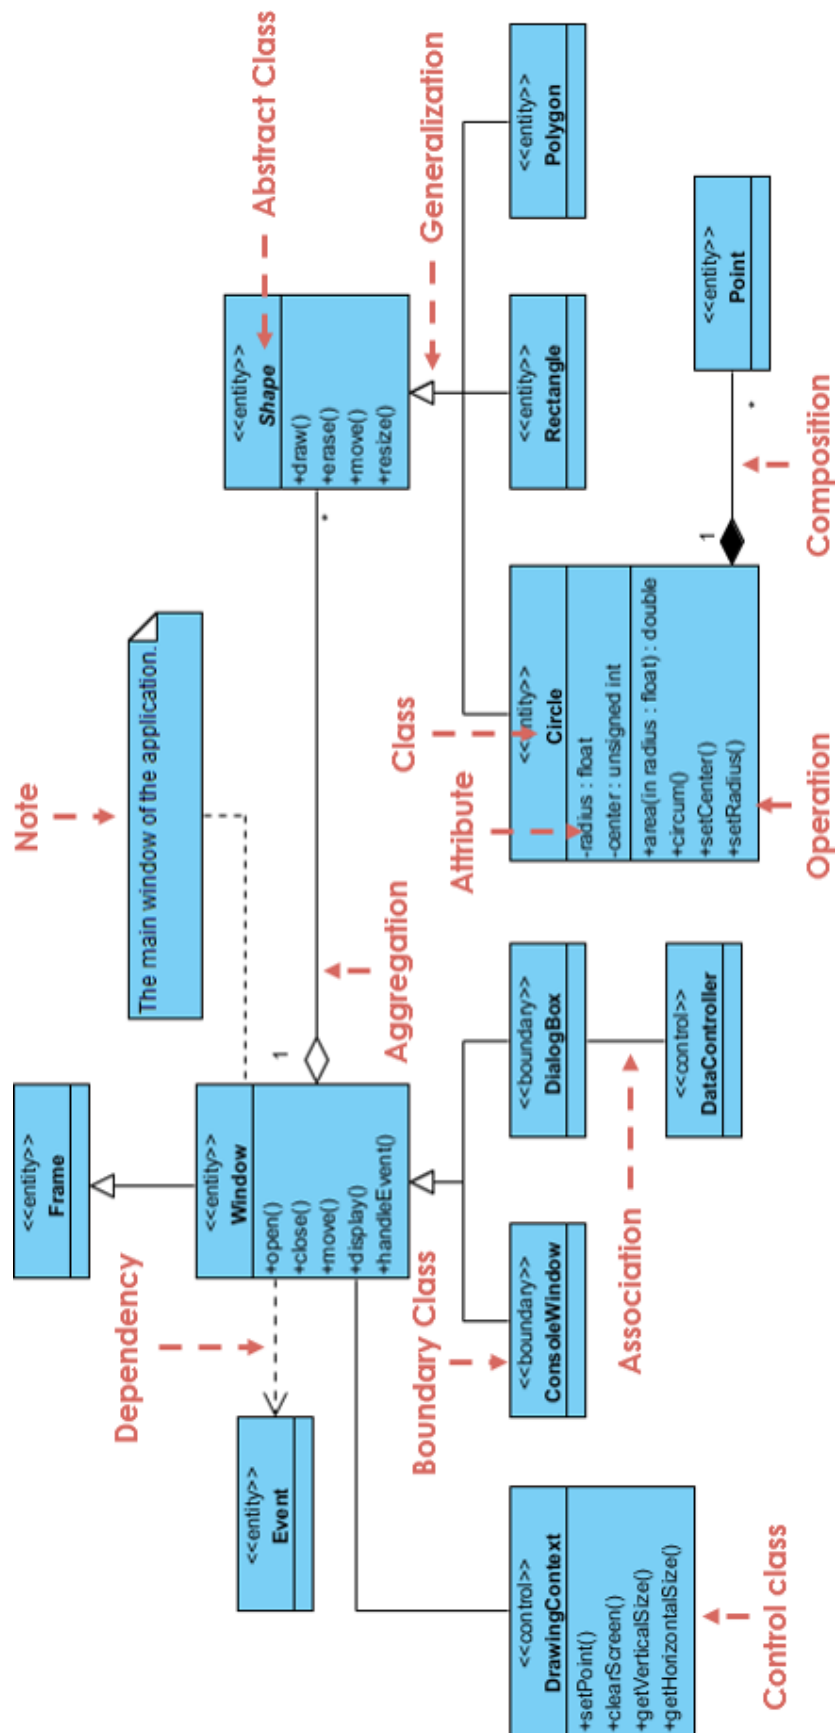 <<entity>>
Frame
Note
The main window of the application.
Dependency
<<entity>>
Event
<<entity>>
Window
+open()
+close()
+move()
+display()
+handleEvent()
1
Aggregation
*
<<entity>>
Shape
+draw()
+erase()
+move()
+resize()
Abstract Class
Generalization
Boundary Class
Attribute
Class
<<control>>
DrawingContext
+setPoint()
+clearScreen()
+getVerticalSize()
+getHorizontalSize()
Control class
<<boundary>>
ConsoleWindow
<<boundary>>
DialogBox
Association
<<control>>
DataController
<<entity>>
Circle
-radius : float
-center : unsigned int
+area(in radius : float) : double
+circum()
+setCenter()
+setRadius()
Operation
<<entity>>
Rectangle
<<entity>>
Polygon
1
*
Composition
<<entity>>
Point